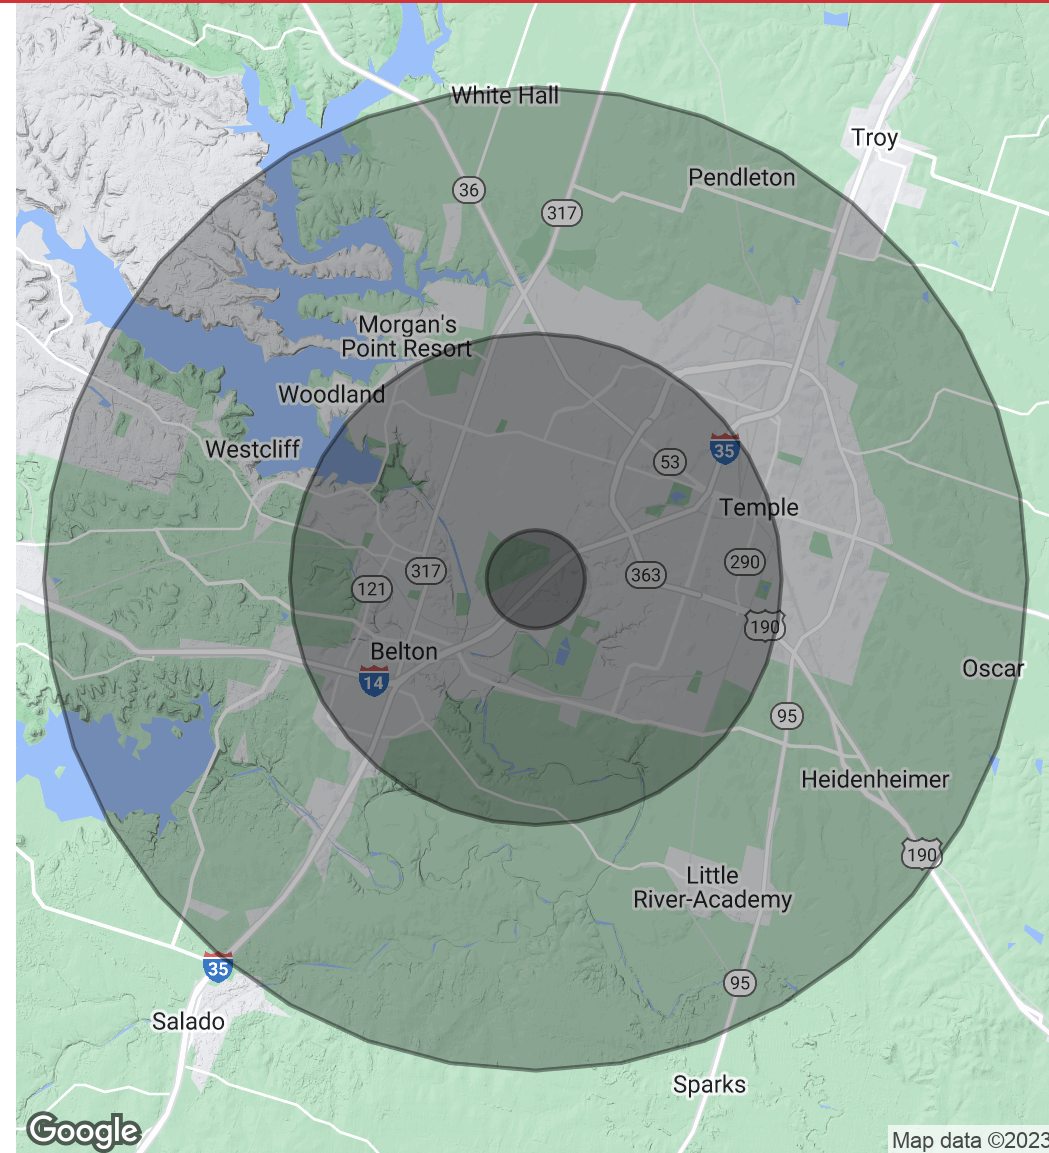 White Hall
Troy
Pendleton
36
317
Morgan's
Point Resort
Woodland
Westcliff
35
53
Temple
290
317
363
121
190
Belton
Oscar
14
95
Heidenheimer
190
Little
River-Academy
35
95
Salado
Sparks
Google
Map data ©2023